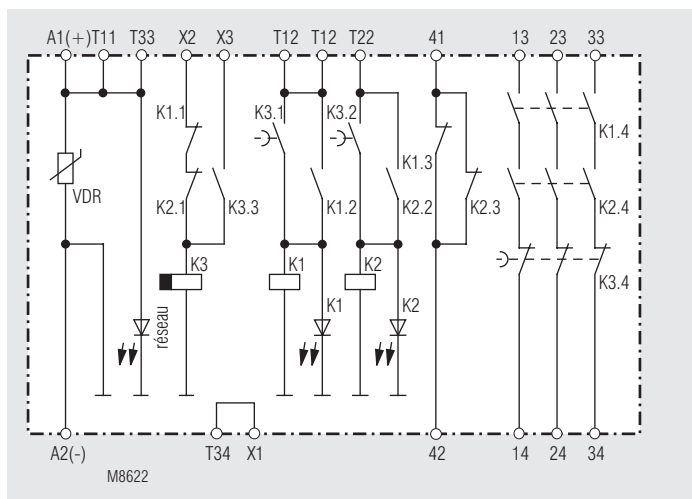 A1(+) T11 T33 X2 X3 T12 T12 T22 41 13 23 33
K1.1 K3.1 K3.2
K1.4
K1.3
VDR K2.1 K3.3 K1.2 K2.2 K2.3 K2.4
K3 K1 K2
K3.4
réseau K1 K2
A2(-) T34 X1 42 14 24 34
M8622